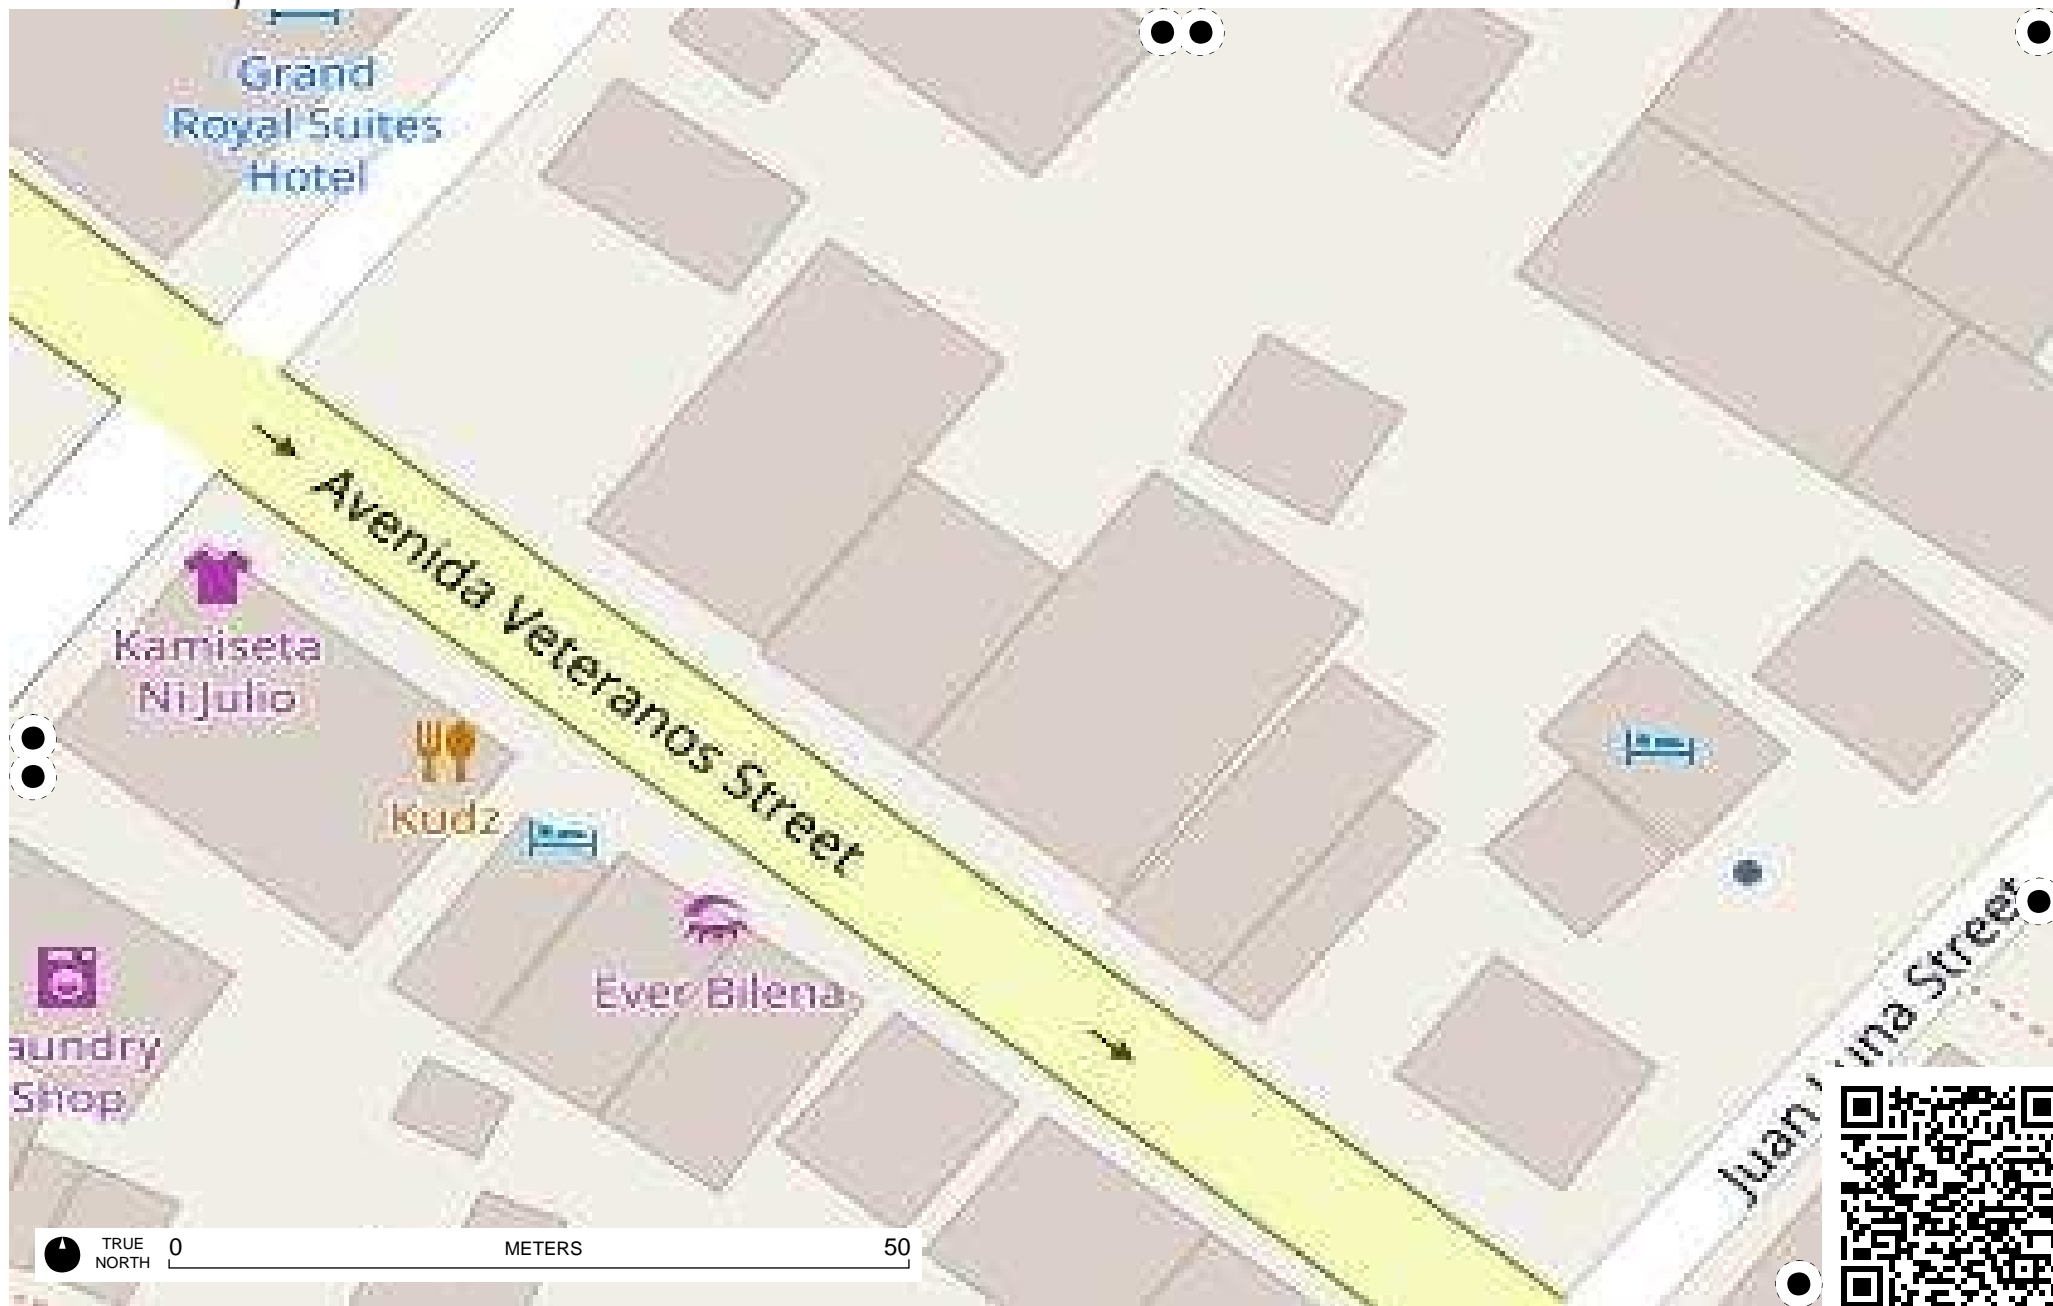 Grand
Royal Suites
Hotel
Avenida Veteranos Street
Kamiseta
Ni Julio
Kudz
Ever Bilena
aundry
Shop
Juan Luna Street
TRUE
NORTH
0
METERS
50